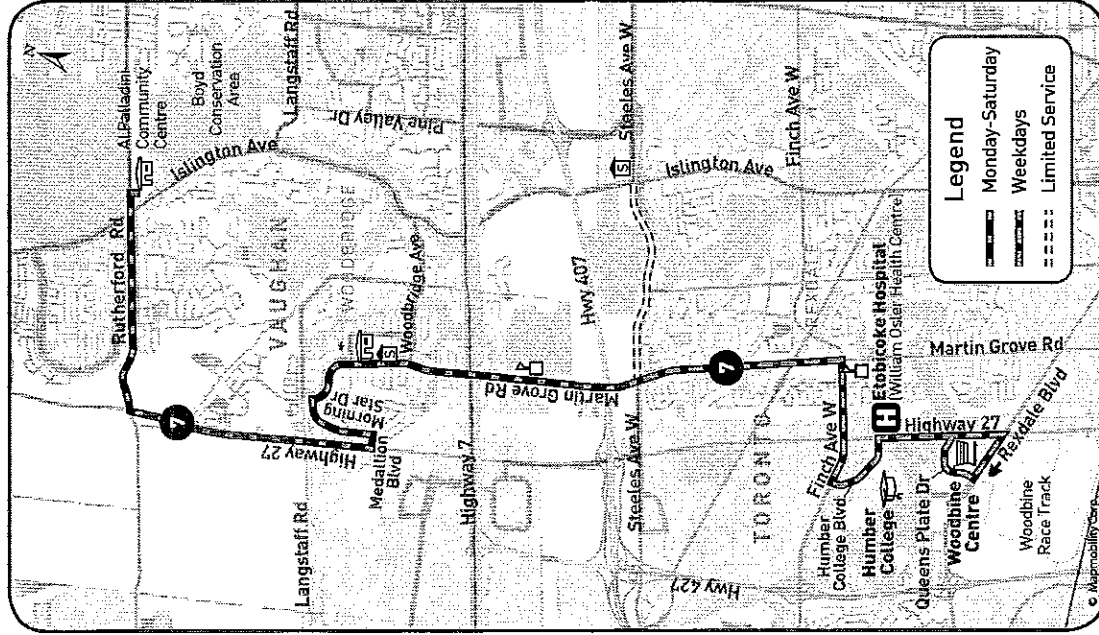 N
Al Palladini
Community
Centre
Boyd
Conservation
Area
Rutherford Rd
Islington Ave
Langstaff Rd
Pine Valley Dr
VAUGHAN
WOODBRIDGE
7
Highway 27
Langstaff Rd
Morning
Star Dr
Medallion
Blvd
S
Woodbridge Ave
Highway 7
Martin Grove Rd
Hwy 407
Steeles Ave W
S
Steeles Ave W
Islington Ave
Hwy 427
7
TORONTO
REXDALE
Finch Ave W
Finch Ave W
Humber
College Blvd
Humber
College
H
Etobicoke Hospital
(William Osler Health Centre)
Martin Grove Rd
Highway 27
Queens Plate Dr
Woodbine
Centre
Rexdale Blvd
Woodbine
Race Track
Legend
Monday-Saturday
Weekdays
Limited Service
© Mapmobility Corp.